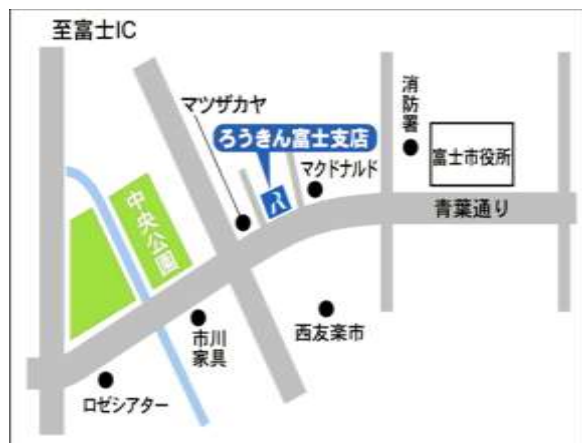 至富士IC
マツザカヤ
ろうきん富士支店
マクドナルド
消防署
富士市役所
中央公園
青葉通り
市川
家具
西友楽市
ロゼシアター